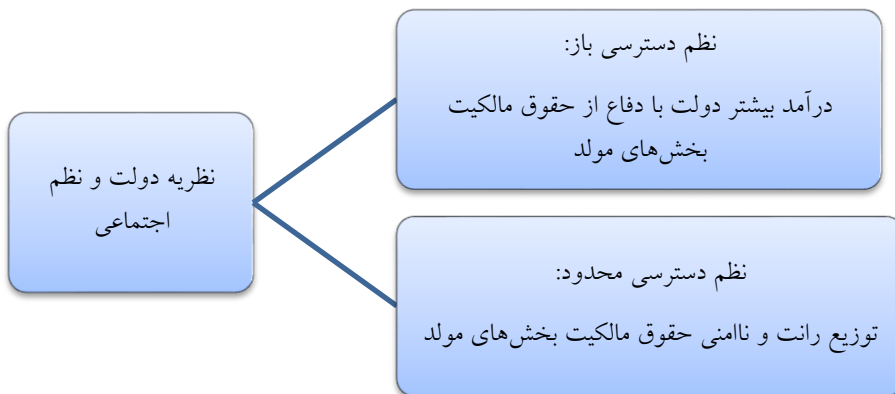 نظریه دولت و نظم
اجتماعی
نظم دسترسی باز:
درآمد بیشتر دولت با دفاع از حقوق مالکیت
بخش‌های مولد
نظم دسترسی محدود:
توزیع رانت و ناامنی حقوق مالکیت بخش‌های مولد